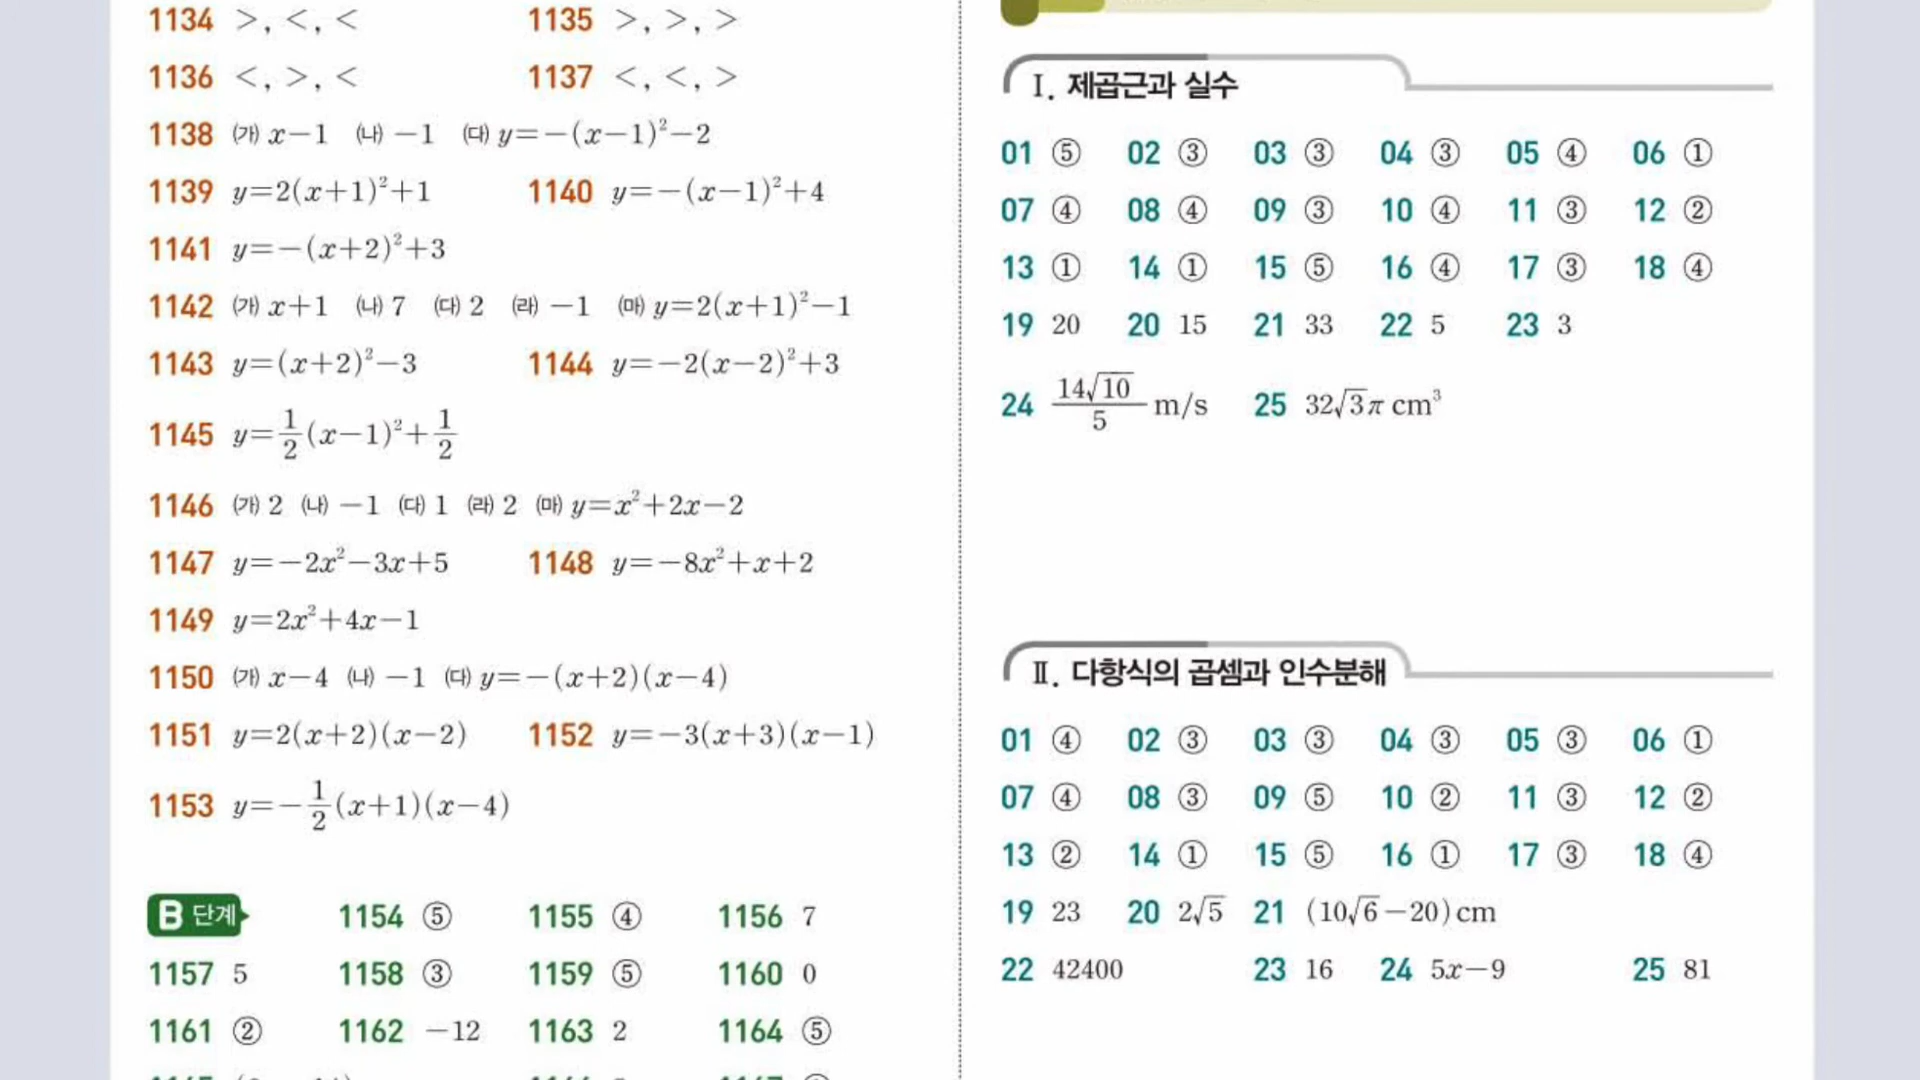 1134 >, <, < 1135 >, >, >
1136 <, >, < 1137 <, <, >
1138 ㈎ x−1 ㈏ −1 ㈐ y=−(x−1)²−2
1139 y=2(x+1)²+1 1140 y=−(x−1)²+4
1141 y=−(x+2)²+3
1142 ㈎ x+1 ㈏ 7 ㈐ 2 ㈑ −1 ㈒ y=2(x+1)²−1
1143 y=(x+2)²−3 1144 y=−2(x−2)²+3
1145 y=1/2(x−1)²+1/2
1146 ㈎ 2 ㈏ −1 ㈐ 1 ㈑ 2 ㈒ y=x²+2x−2
1147 y=−2x²−3x+5 1148 y=−8x²+x+2
1149 y=2x²+4x−1
1150 ㈎ x−4 ㈏ −1 ㈐ y=−(x+2)(x−4)
1151 y=2(x+2)(x−2) 1152 y=−3(x+3)(x−1)
1153 y=−1/2(x+1)(x−4)
B 단계 1154 ⑤ 1155 ④ 1156 7
1157 5 1158 ③ 1159 ⑤ 1160 0
1161 ② 1162 −12 1163 2 1164 ⑤
Ⅰ. 제곱근과 실수
01 ⑤ 02 ③ 03 ③ 04 ③ 05 ④ 06 ①
07 ④ 08 ④ 09 ③ 10 ④ 11 ③ 12 ②
13 ① 14 ① 15 ⑤ 16 ④ 17 ③ 18 ④
19 20 20 15 21 33 22 5 23 3
24 14√10/5 m/s 25 32√3π cm³
Ⅱ. 다항식의 곱셈과 인수분해
01 ④ 02 ③ 03 ③ 04 ③ 05 ③ 06 ①
07 ④ 08 ③ 09 ⑤ 10 ② 11 ③ 12 ②
13 ② 14 ① 15 ⑤ 16 ① 17 ③ 18 ④
19 23 20 2√5 21 (10√6−20)cm
22 42400 23 16 24 5x−9 25 81